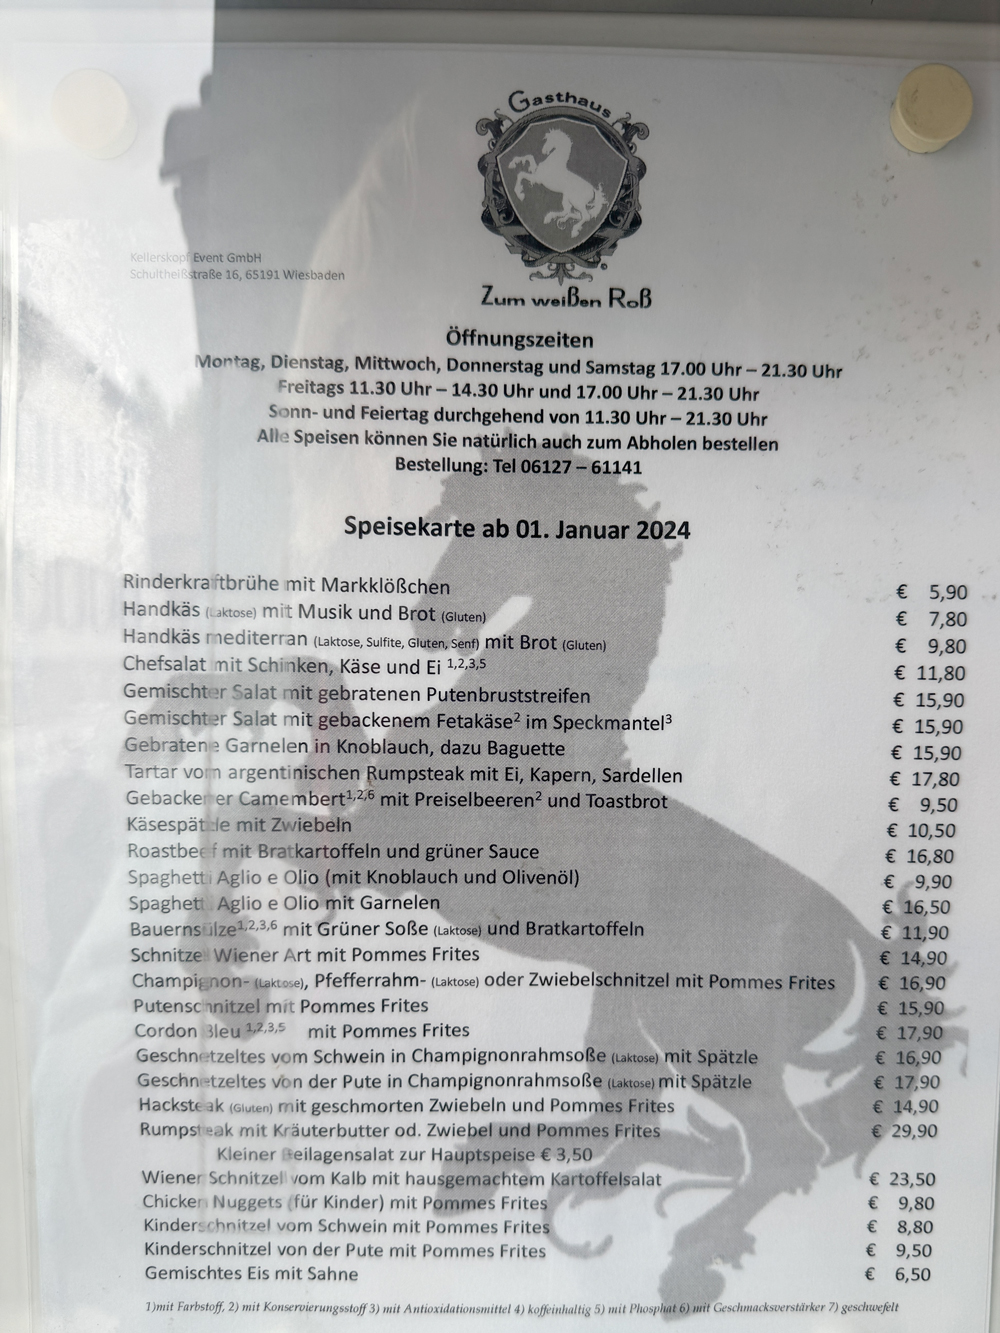 Gasthaus
Zum weißen Roß
Kellerskopf Event GmbH
Schultheißstraße 16, 65191 Wiesbaden
Öffnungszeiten
Montag, Dienstag, Mittwoch, Donnerstag und Samstag 17.00 Uhr – 21.30 Uhr
Freitags 11.30 Uhr – 14.30 Uhr und 17.00 Uhr – 21.30 Uhr
Sonn- und Feiertag durchgehend von 11.30 Uhr – 21.30 Uhr
Alle Speisen können Sie natürlich auch zum Abholen bestellen
Bestellung: Tel 06127 – 61141
Speisekarte ab 01. Januar 2024
Rinderkraftbrühe mit Markklößchen € 5,90
Handkäs (Laktose) mit Musik und Brot (Gluten) € 7,80
Handkäs mediterran (Laktose, Sulfite, Gluten, Senf) mit Brot (Gluten) € 9,80
Chefsalat mit Schinken, Käse und Ei 1,2,3,5 € 11,80
Gemischter Salat mit gebratenen Putenbruststreifen € 15,90
Gemischter Salat mit gebackenem Fetakäse2 im Speckmantel3 € 15,90
Gebratene Garnelen in Knoblauch, dazu Baguette € 15,90
Tartar vom argentinischen Rumpsteak mit Ei, Kapern, Sardellen € 17,80
Gebackener Camembert1,2,6 mit Preiselbeeren2 und Toastbrot € 9,50
Käsespätzle mit Zwiebeln € 10,50
Roastbeef mit Bratkartoffeln und grüner Sauce € 16,80
Spaghetti Aglio e Olio (mit Knoblauch und Olivenöl) € 9,90
Spaghetti Aglio e Olio mit Garnelen € 16,50
Bauernsülze1,2,3,6 mit Grüner Soße (Laktose) und Bratkartoffeln € 11,90
Schnitzel Wiener Art mit Pommes Frites € 14,90
Champignon- (Laktose), Pfefferrahm- (Laktose) oder Zwiebelschnitzel mit Pommes Frites € 16,90
Putenschnitzel mit Pommes Frites € 15,90
Cordon Bleu 1,2,3,5 mit Pommes Frites € 17,90
Geschnetzeltes vom Schwein in Champignonrahmsoße (Laktose) mit Spätzle € 16,90
Geschnetzeltes von der Pute in Champignonrahmsoße (Laktose) mit Spätzle € 17,90
Hacksteak (Gluten) mit geschmorten Zwiebeln und Pommes Frites € 14,90
Rumpsteak mit Kräuterbutter od. Zwiebel und Pommes Frites € 29,90
Kleiner Beilagensalat zur Hauptspeise € 3,50
Wiener Schnitzel vom Kalb mit hausgemachtem Kartoffelsalat € 23,50
Chicken Nuggets (für Kinder) mit Pommes Frites € 9,80
Kinderschnitzel vom Schwein mit Pommes Frites € 8,80
Kinderschnitzel von der Pute mit Pommes Frites € 9,50
Gemischtes Eis mit Sahne € 6,50
1)mit Farbstoff, 2) mit Konservierungsstoff 3) mit Antioxidationsmittel 4) koffeinhaltig 5) mit Phosphat 6) mit Geschmacksverstärker 7) geschwefelt